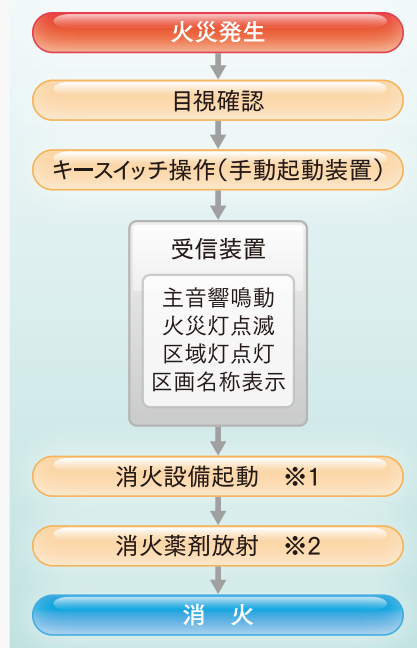 火災発生
目視確認
キースイッチ操作(手動起動装置)
受信装置
主音響鳴動
火災灯点滅
区域灯点灯
区画名称表示
消火設備起動 ※1
消火薬剤放射 ※2
消 火